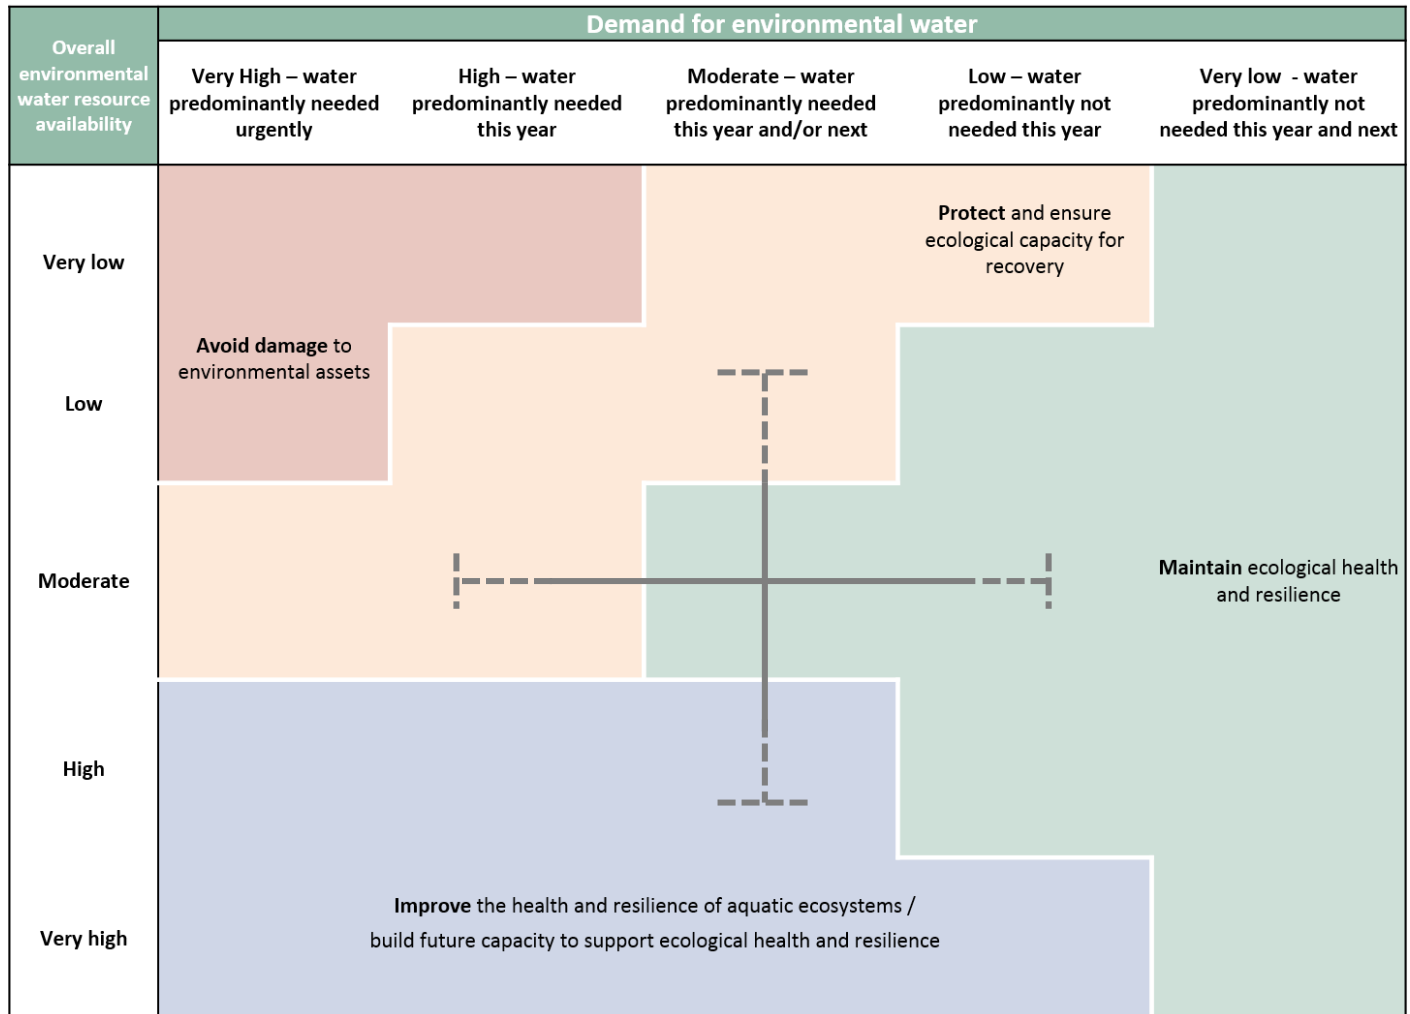 Demand for environmental water
Overall
environmental
water resource
availability
Very High – water
predominantly needed
urgently
High – water
predominantly needed
this year
Moderate – water
predominantly needed
this year and/or next
Low – water
predominantly not
needed this year
Very low  - water
predominantly not
needed this year and next
Very low
Protect and ensure
ecological capacity for
recovery
Avoid damage to
environmental assets
Low
Moderate
Maintain ecological health
and resilience
High
Improve the health and resilience of aquatic ecosystems /
build future capacity to support ecological health and resilience
Very high